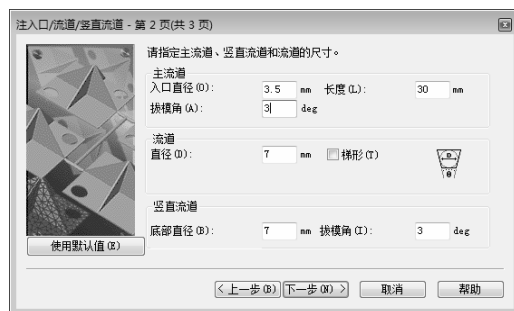 注入口/流道/竖直流道 - 第 2 页(共 3 页)
请指定主流道、竖直流道和流道的尺寸。
主流道
入口直径(O): 3.5 mm 长度(L): 30 mm
拔模角(A): 3 deg
流道
直径(D): 7 mm 梯形(T)
D
θ
竖直流道
底部直径(B): 7 mm 拔模角(I): 3 deg
使用默认值(E)
< 上一步(B) 下一步(N) > 取消 帮助